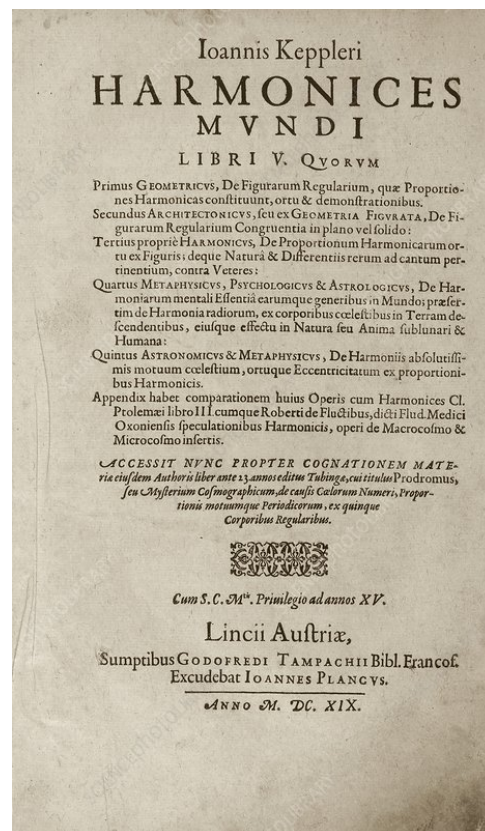 Ioannis Keppleri
HARMONICES
MVNDI
LIBRI V. QVORVM
Primus GEOMETRICVS, De Figurarum Regularium, quæ Proportio-
nes Harmonicas conſtituunt, ortu & demonſtrationibus.
Secundus ARCHITECTONICVS, ſeu ex GEOMETRIA FIGVRATA, De Fi-
gurarum Regularium Congruentia in plano vel ſolido:
Tertius propriè HARMONICVS, De Proportionum Harmonicarum or-
tu ex Figuris; deque Naturâ & Differentiis rerum ad cantum per-
tinentium, contra Veteres:
Quartus METAPHYSICVS, PSYCHOLOGICVS & ASTROLOGICVS, De Har-
moniarum mentali Eſſentiâ earumque generibus in Mundo; præſer-
tim de Harmonia radiorum, ex corporibus cœleſtibus in Terram de-
ſcendentibus, eiuſque effectu in Natura ſeu Anima ſublunari &
Humana:
Quintus ASTRONOMICVS & METAPHYSICVS, De Harmoniis abſolutiſſi-
mis motuum cœleſtium, ortuque Eccentricitatum ex proportioni-
bus Harmonicis.
Appendix habet comparationem huius Operis cum Harmonices Cl.
Ptolemæi libro III. cumque Roberti de Fluctibus, dicti Flud. Medici
Oxonienſis ſpeculationibus Harmonicis, operi de Macrocoſmo &
Microcoſmo inſertis.
ACCESSIT NVNC PROPTER COGNATIONEM MATE-
riæ eiuſdem Authoris liber ante 23 annos editus Tubingæ, cui titulus Prodromus,
ſeu Myſterium Coſmographicum, de cauſis Cœlorum Numeri, Propor-
tionis motuumque Periodicorum, ex quinque
Corporibus Regularibus.
Cum S. C. Mtis. Priuilegio ad annos XV.
Lincii Auſtriæ,
Sumptibus GODOFREDI TAMPACHII Bibl. Francof.
Excudebat IOANNES PLANCVS.
ANNO M. DC. XIX.